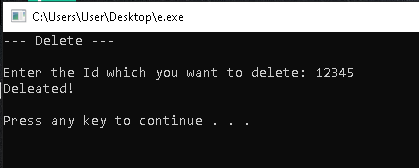 C:\Users\User\Desktop\e.exe
--- Delete ---
Enter the Id which you want to delete: 12345
Deleated!
Press any key to continue . . .